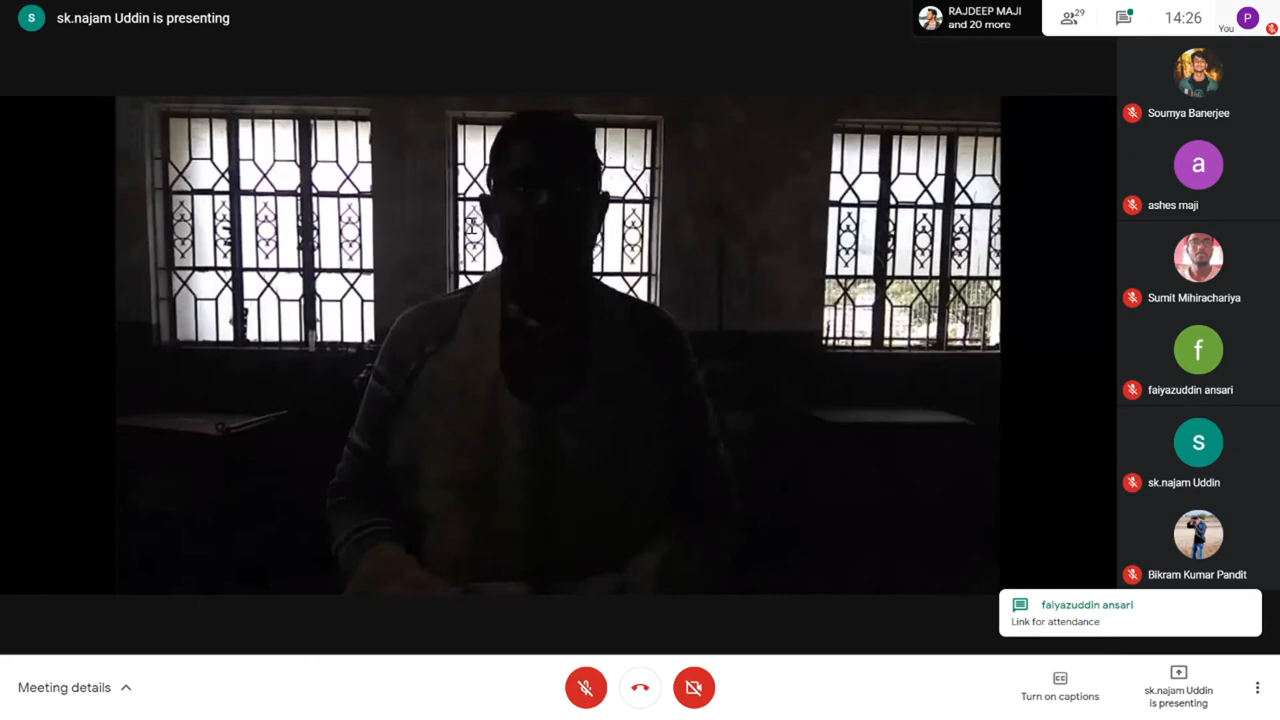 S
sk.najam Uddin is presenting
RAJDEEP MAJI
and 20 more
29
14:26
You
P
Soumya Banerjee
a
ashes maji
Sumit Mihirachariya
f
faiyazuddin ansari
s
sk.najam Uddin
Bikram Kumar Pandit
faiyazuddin ansari
Link for attendance
Meeting details
CC
Turn on captions
sk.najam Uddin
is presenting